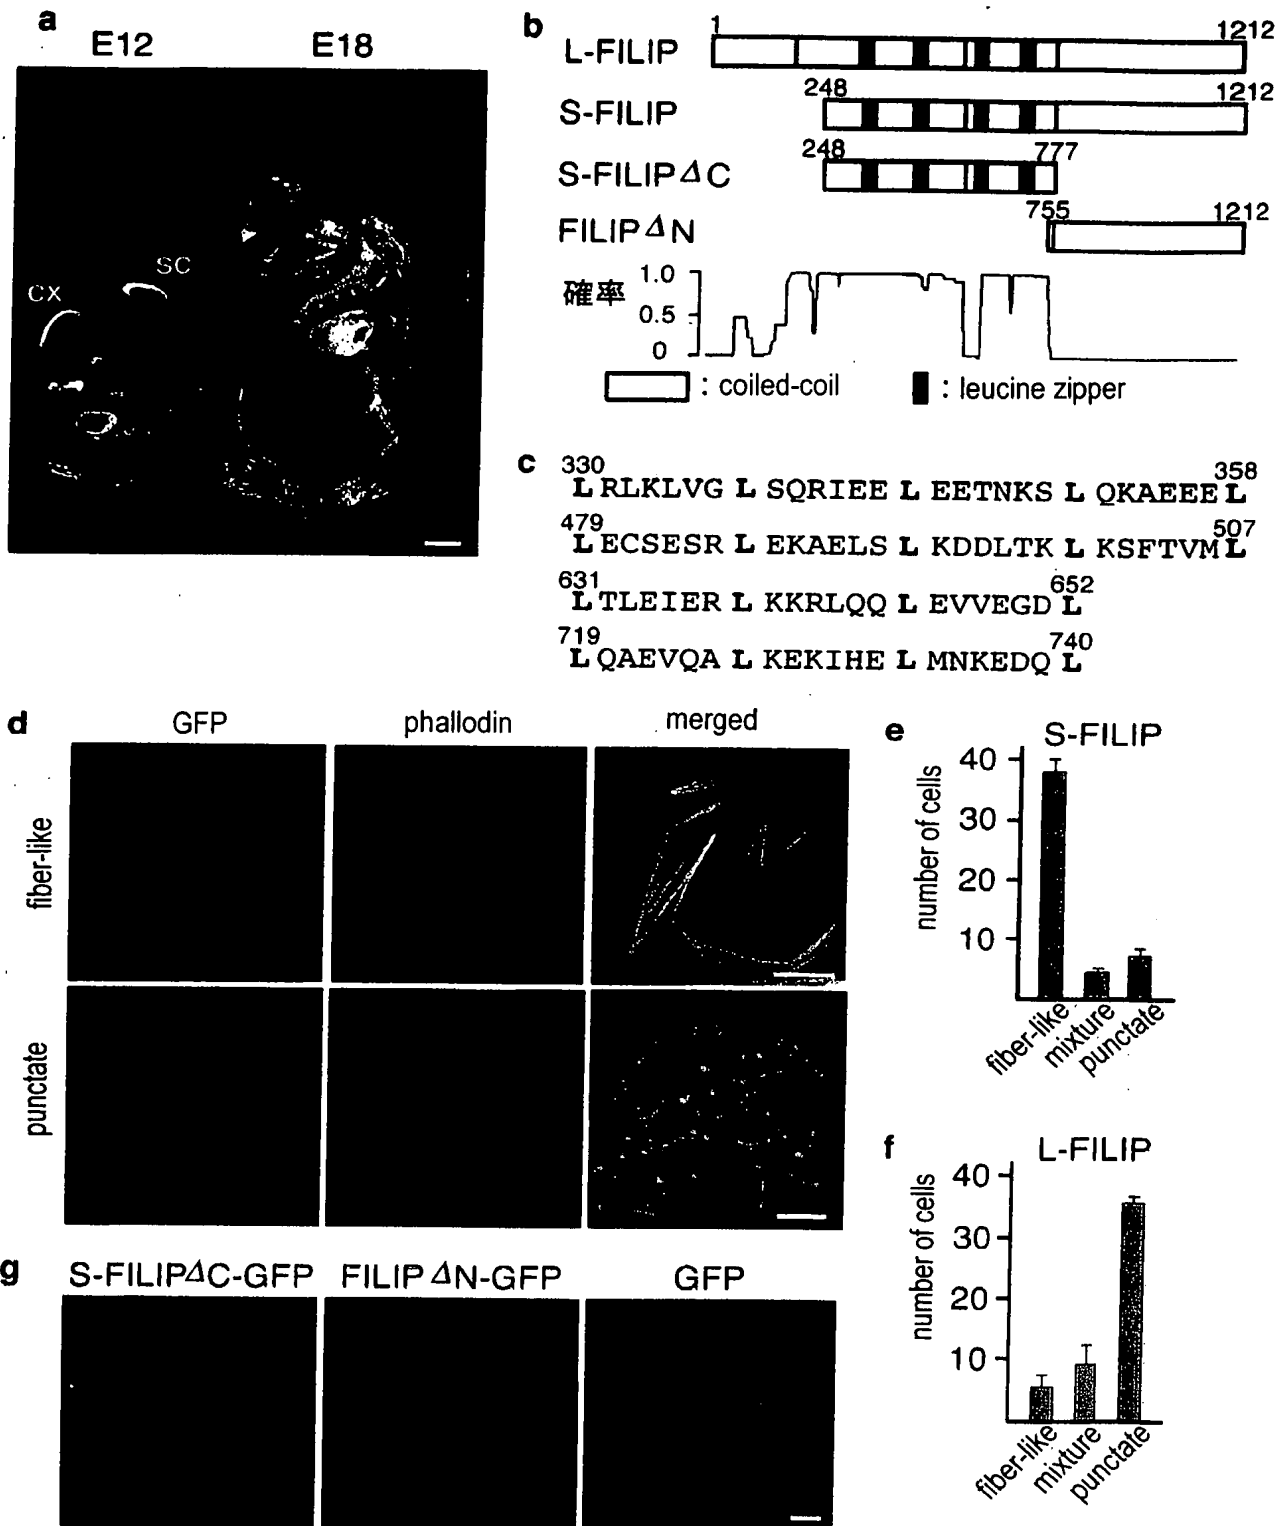 a
E12 E18
CX
SC
b
1 1212
L-FILIP
248 1212
S-FILIP
248 777
S-FILIPΔC
755 1212
FILIPΔN
確率
1.0
0.5
0
: coiled-coil : leucine zipper
c
330 358
L RLKLVG L SQRIEE L EETNKS L QKAEEE L
479 507
L ECSESR L EKAELS L KDDLTK L KSFTVM L
631 652
L TLEIER L KKRLQQ L EVVEGD L
719 740
L QAEVQA L KEKIHE L MNKEDQ L
d
GFP phallodin merged
fiber-like
punctate
e
S-FILIP
number of cells
40
30
20
10
fiber-like mixture punctate
f
L-FILIP
number of cells
40
30
20
10
fiber-like mixture punctate
g
S-FILIPΔC-GFP FILIPΔN-GFP GFP